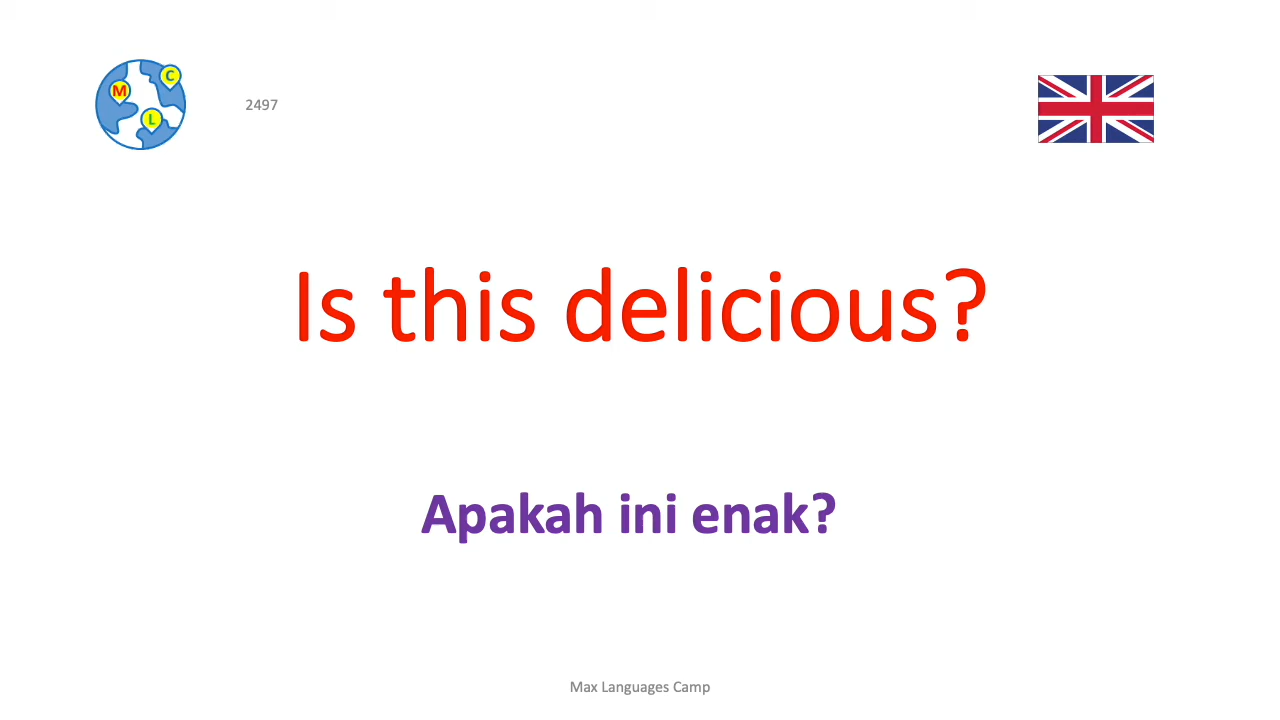 C
M
L
2497
Is this delicious?
Apakah ini enak?
Max Languages Camp